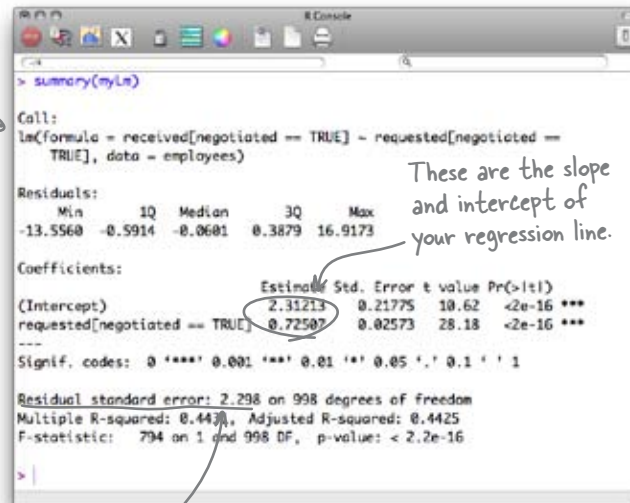 R Console
> summary(myLm)
Call:
lm(formula = received[negotiated == TRUE] ~ requested[negotiated ==
TRUE], data = employees)
Residuals:
Min 1Q Median 3Q Max
-13.5560 -0.5914 -0.0601 0.3879 16.9173
These are the slope
and intercept of
your regression line.
Coefficients:
Estimate Std. Error t value Pr(>|t|)
(Intercept) 2.31213 0.21775 10.62 <2e-16 ***
requested[negotiated == TRUE] 0.72507 0.02573 28.18 <2e-16 ***
---
Signif. codes: 0 '***' 0.001 '**' 0.01 '*' 0.05 '.' 0.1 ' ' 1
Residual standard error: 2.298 on 998 degrees of freedom
Multiple R-squared: Adjusted R-squared: 0.4425
F-statistic: 794 on 1 and 998 DF, p-value: < 2.2e-16
>